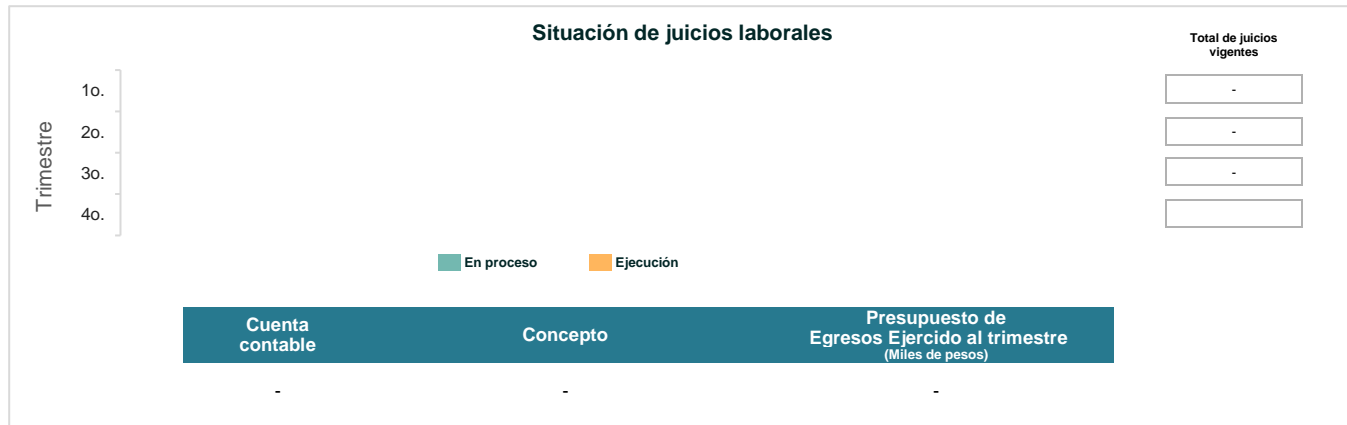 Situación de juicios laborales
Total de juicios
vigentes
Trimestre
1o.
-
2o.
-
3o.
-
4o.
En proceso
Ejecución
Cuenta
contable
Concepto
Presupuesto de
Egresos Ejercido al trimestre
(Miles de pesos)
-
-
-